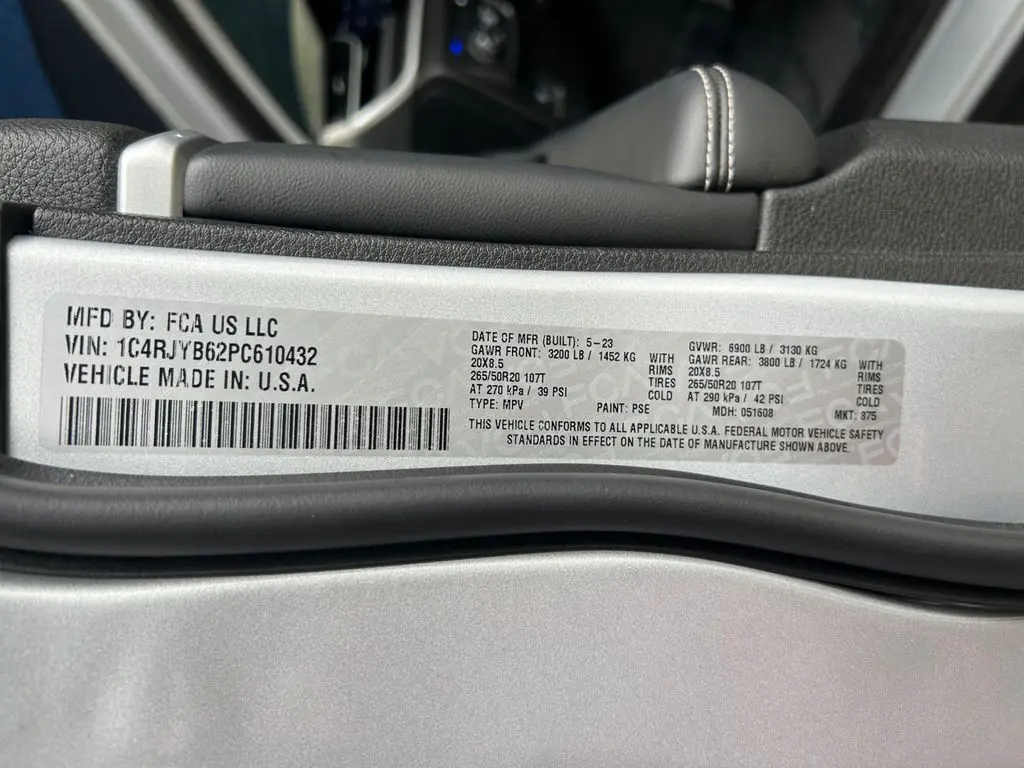 MFD BY: FCA US LLC
VIN: 1C4RJYB62PC610432
VEHICLE MADE IN: U.S.A.
DATE OF MFR (BUILT): 5-23
GAWR FRONT: 3200 LB / 1452 KG WITH
20X8.5 RIMS
265/50R20 107T TIRES
AT 270 kPa / 39 PSI COLD
TYPE: MPV PAINT: PSE
GVWR: 6900 LB / 3130 KG
GAWR REAR: 3800 LB / 1724 KG WITH
20X8.5 RIMS
265/50R20 107T TIRES
AT 290 kPa / 42 PSI COLD
MDH: 051608 MKT: 875
THIS VEHICLE CONFORMS TO ALL APPLICABLE U.S.A. FEDERAL MOTOR VEHICLE SAFETY
STANDARDS IN EFFECT ON THE DATE OF MANUFACTURE SHOWN ABOVE.